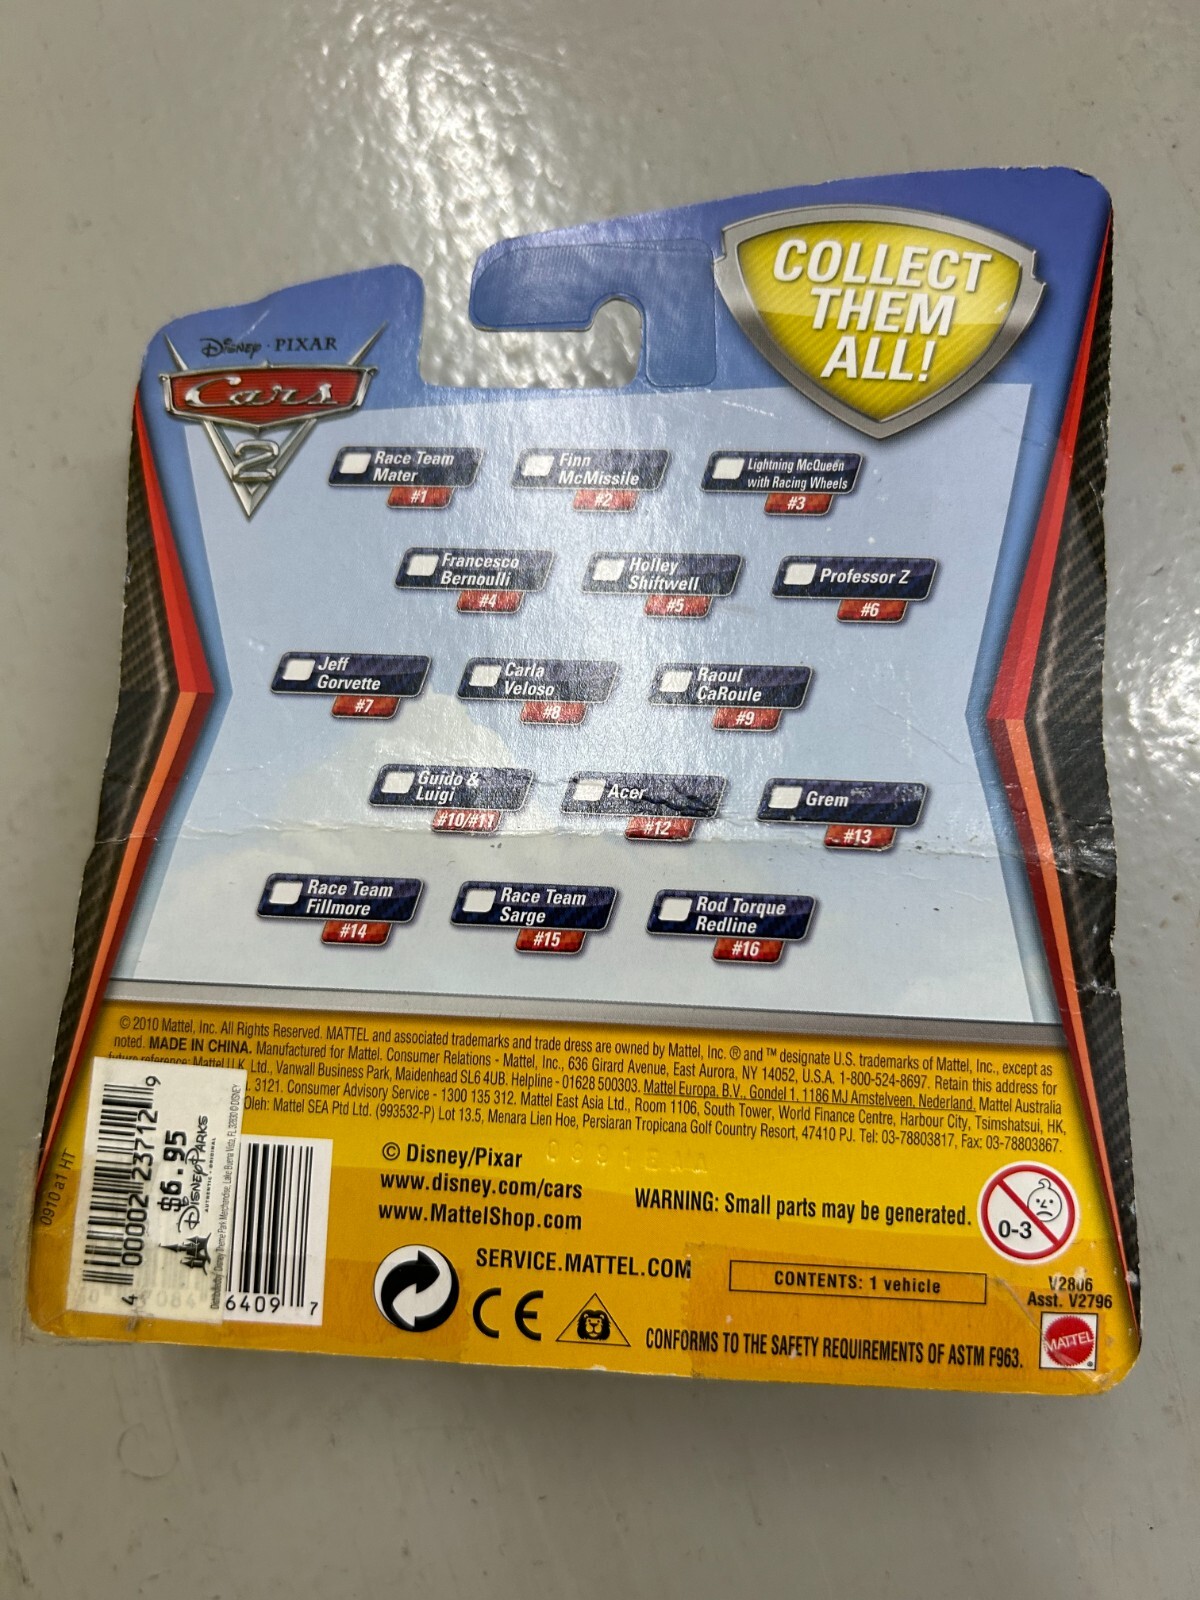 COLLECT
THEM
ALL!
Disney · PIXAR
Cars
2
Race Team
Mater
#1
Finn
McMissile
#2
Lightning McQueen
with Racing Wheels
#3
Francesco
Bernoulli
#4
Holley
Shiftwell
#5
Professor Z
#6
Jeff
Gorvette
#7
Carla
Veloso
#8
Raoul
CaRoule
#9
Guido &
Luigi
#10/#11
Acer
#12
Grem
#13
Race Team
Fillmore
#14
Race Team
Sarge
#15
Rod Torque
Redline
#16
© 2010 Mattel, Inc. All Rights Reserved. MATTEL and associated trademarks and trade dress are owned by Mattel, Inc. ® and ™ designate U.S. trademarks of Mattel, Inc., except as
noted. MADE IN CHINA. Manufactured for Mattel. Consumer Relations - Mattel, Inc., 636 Girard Avenue, East Aurora, NY 14052, U.S.A. 1-800-524-8697. Retain this address for
future reference: Mattel U.K. Ltd., Vanwall Business Park, Maidenhead SL6 4UB. Helpline - 01628 500303. Mattel Europa, B.V., Gondel 1, 1186 MJ Amstelveen, Nederland. Mattel Australia
3121. Consumer Advisory Service - 1300 135 312. Mattel East Asia Ltd., Room 1106, South Tower, World Finance Centre, Harbour City, Tsimshatsui, HK,
Oleh: Mattel SEA Ptd Ltd. (993532-P) Lot 13.5, Menara Lien Hoe, Persiaran Tropicana Golf Country Resort, 47410 PJ. Tel: 03-78803817, Fax: 03-78803867.
0910 a1 HT
4 00002 23712 9
$6.95
DISNEY PARKS
AUTHENTIC · ORIGINAL
6409 7
© Disney/Pixar
www.disney.com/cars
www.MattelShop.com
WARNING: Small parts may be generated.
0-3
SERVICE.MATTEL.COM
CE
CONTENTS: 1 vehicle
V2806
Asst. V2796
CONFORMS TO THE SAFETY REQUIREMENTS OF ASTM F963.
MATTEL